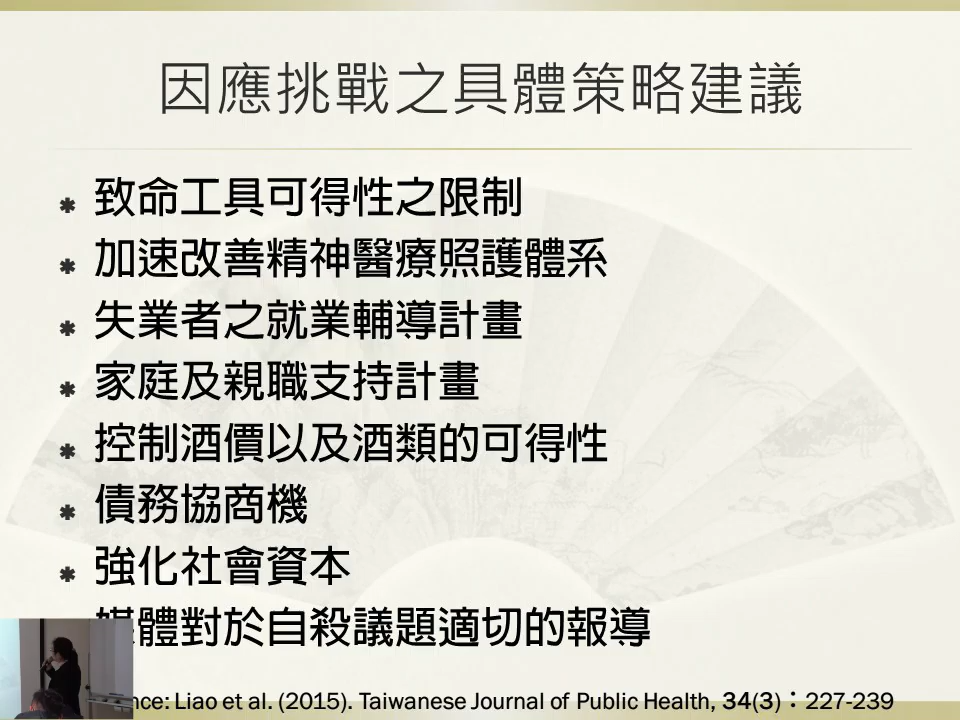 因應挑戰之具體策略建議
致命工具可得性之限制
加速改善精神醫療照護體系
失業者之就業輔導計畫
家庭及親職支持計畫
控制酒價以及酒類的可得性
債務協商機
強化社會資本
媒體對於自殺議題適切的報導
Liao et al. (2015). Taiwanese Journal of Public Health, 34(3):227-239